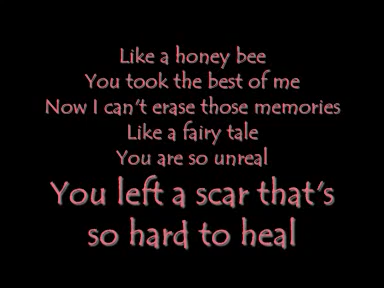 Like a honey bee
You took the best of me
Now I can't erase those memories
Like a fairy tale
You are so unreal
You left a scar that's
so hard to heal